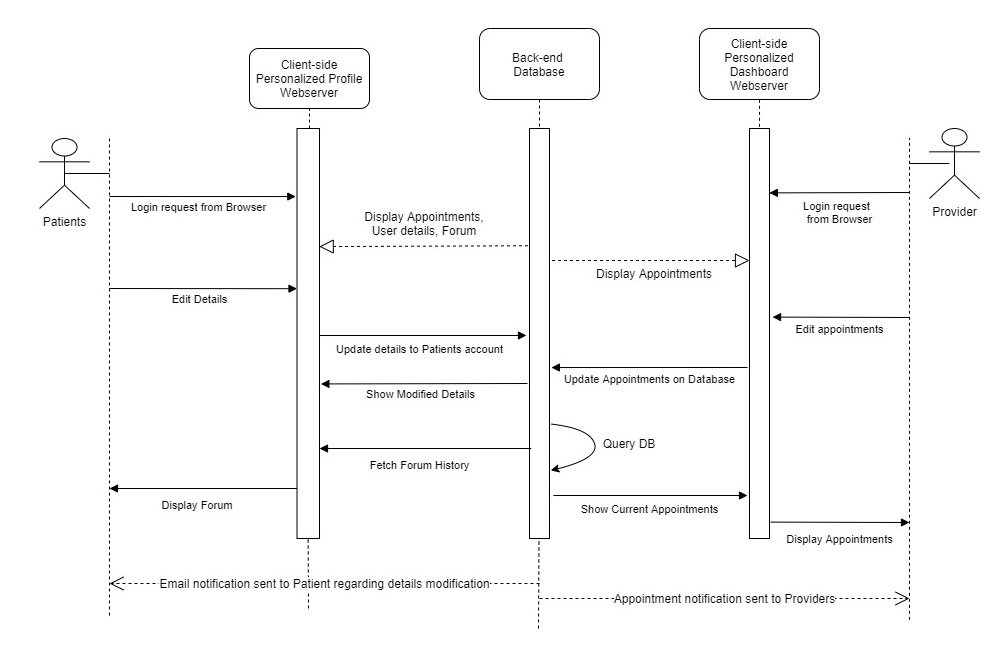 Client-side
Personalized Profile
Webserver
Back-end
Database
Client-side
Personalized
Dashboard
Webserver
Patients
Provider
Login request from Browser
Login request
from Browser
Display Appointments,
User details, Forum
Display Appointments
Edit Details
Edit appointments
Update details to Patients account
Update Appointments on Database
Show Modified Details
Query DB
Fetch Forum History
Display Forum
Show Current Appointments
Display Appointments
Email notification sent to Patient regarding details modification
Appointment notification sent to Providers